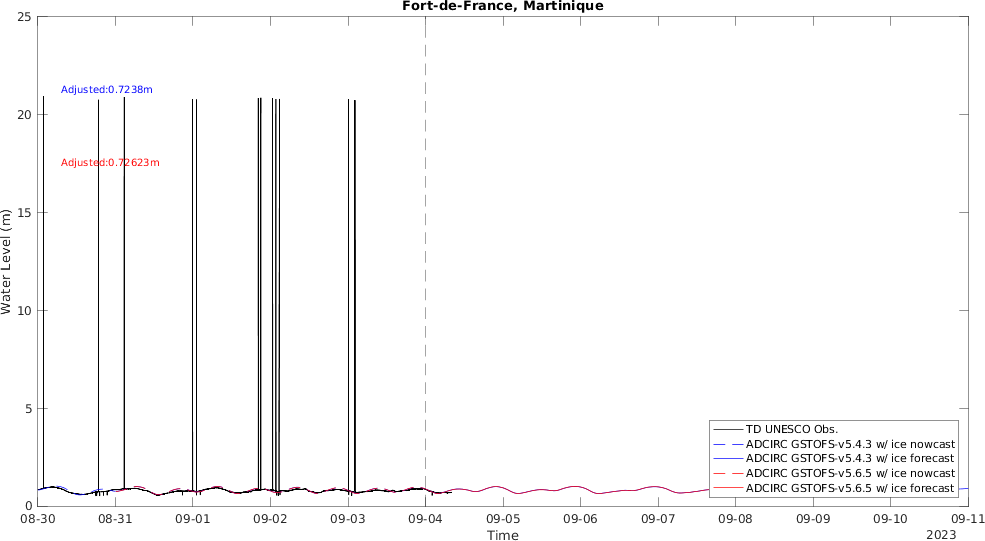 Fort-de-France, Martinique
25
20
15
10
5
0
Water Level (m)
Adjusted:0.7238m
Adjusted:0.72623m
TD UNESCO Obs.
ADCIRC GSTOFS-v5.4.3 w/ ice nowcast
ADCIRC GSTOFS-v5.4.3 w/ ice forecast
ADCIRC GSTOFS-v5.6.5 w/ ice nowcast
ADCIRC GSTOFS-v5.6.5 w/ ice forecast
08-30 08-31 09-01 09-02 09-03 09-04 09-05 09-06 09-07 09-08 09-09 09-10 09-11
Time
2023